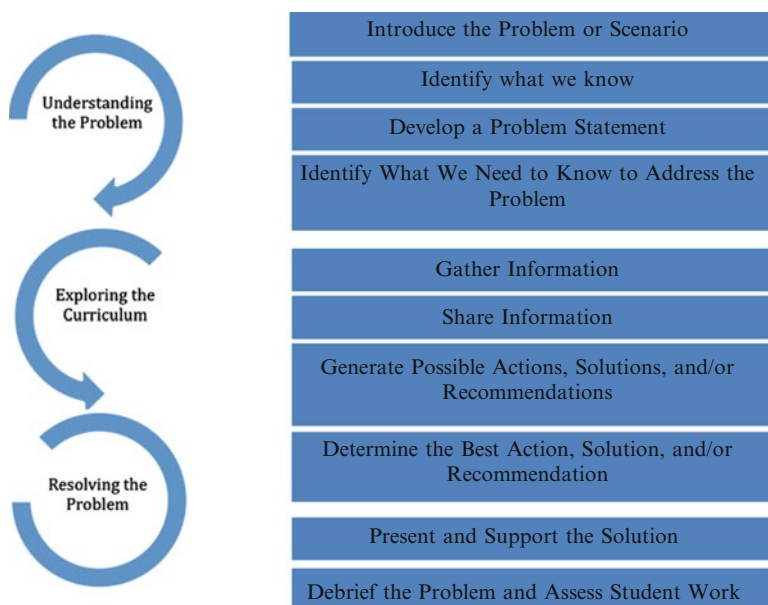 Understanding
the Problem
Exploring the
Curriculum
Resolving the
Problem
Introduce the Problem or Scenario
Identify what we know
Develop a Problem Statement
Identify What We Need to Know to Address the
Problem
Gather Information
Share Information
Generate Possible Actions, Solutions, and/or
Recommendations
Determine the Best Action, Solution, and/or
Recommendation
Present and Support the Solution
Debrief the Problem and Assess Student Work